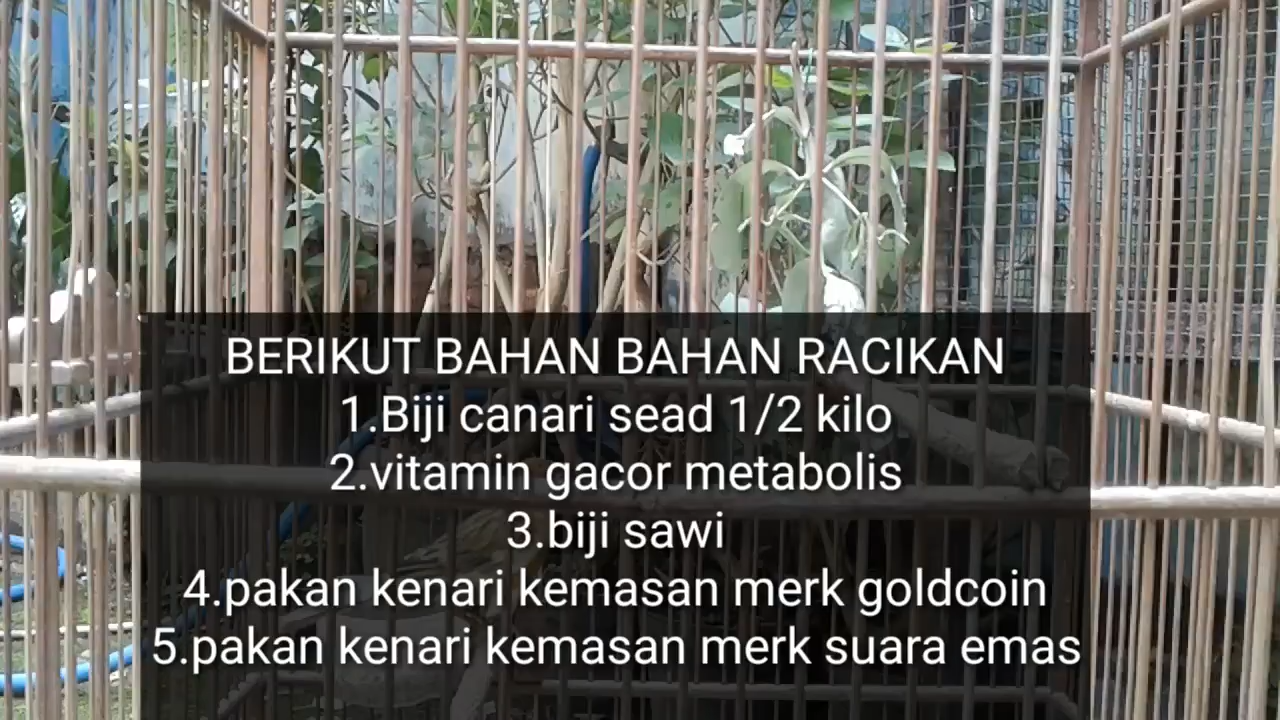 BERIKUT BAHAN BAHAN RACIKAN
1.Biji canari sead 1/2 kilo
2.vitamin gacor metabolis
3.biji sawi
4.pakan kenari kemasan merk goldcoin
5.pakan kenari kemasan merk suara emas